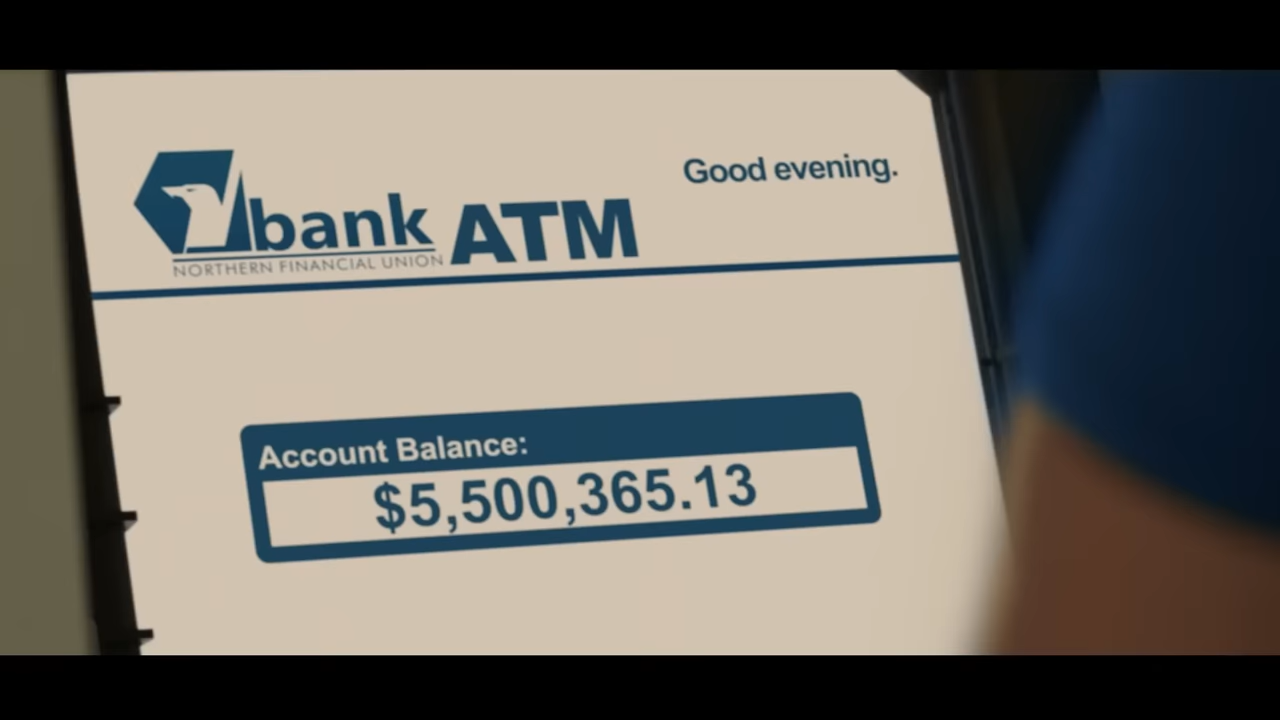 Good evening.
bank ATM
NORTHERN FINANCIAL UNION
Account Balance:
$5,500,365.13